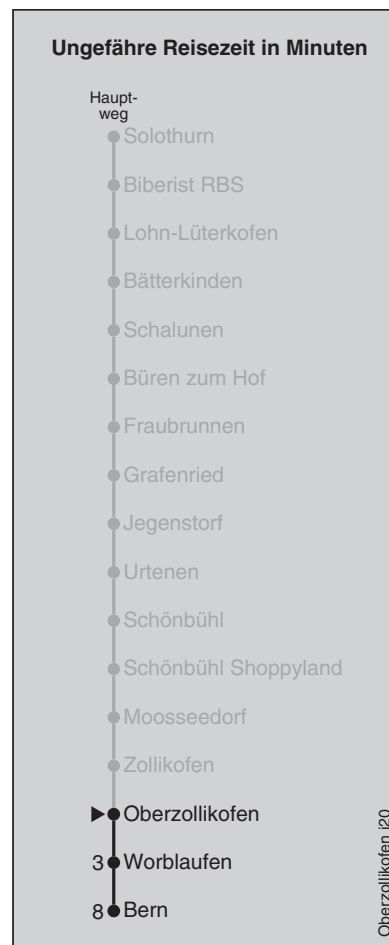 Ungefähre Reisezeit in Minuten
Haupt-
weg
Solothurn
Biberist RBS
Lohn-Lüterkofen
Bätterkinden
Schalunen
Büren zum Hof
Fraubrunnen
Grafenried
Jegenstorf
Urtenen
Schönbühl
Schönbühl Shoppyland
Moosseedorf
Zollikofen
Oberzollikofen
3 Worblaufen
8 Bern
Oberzollikofen j20